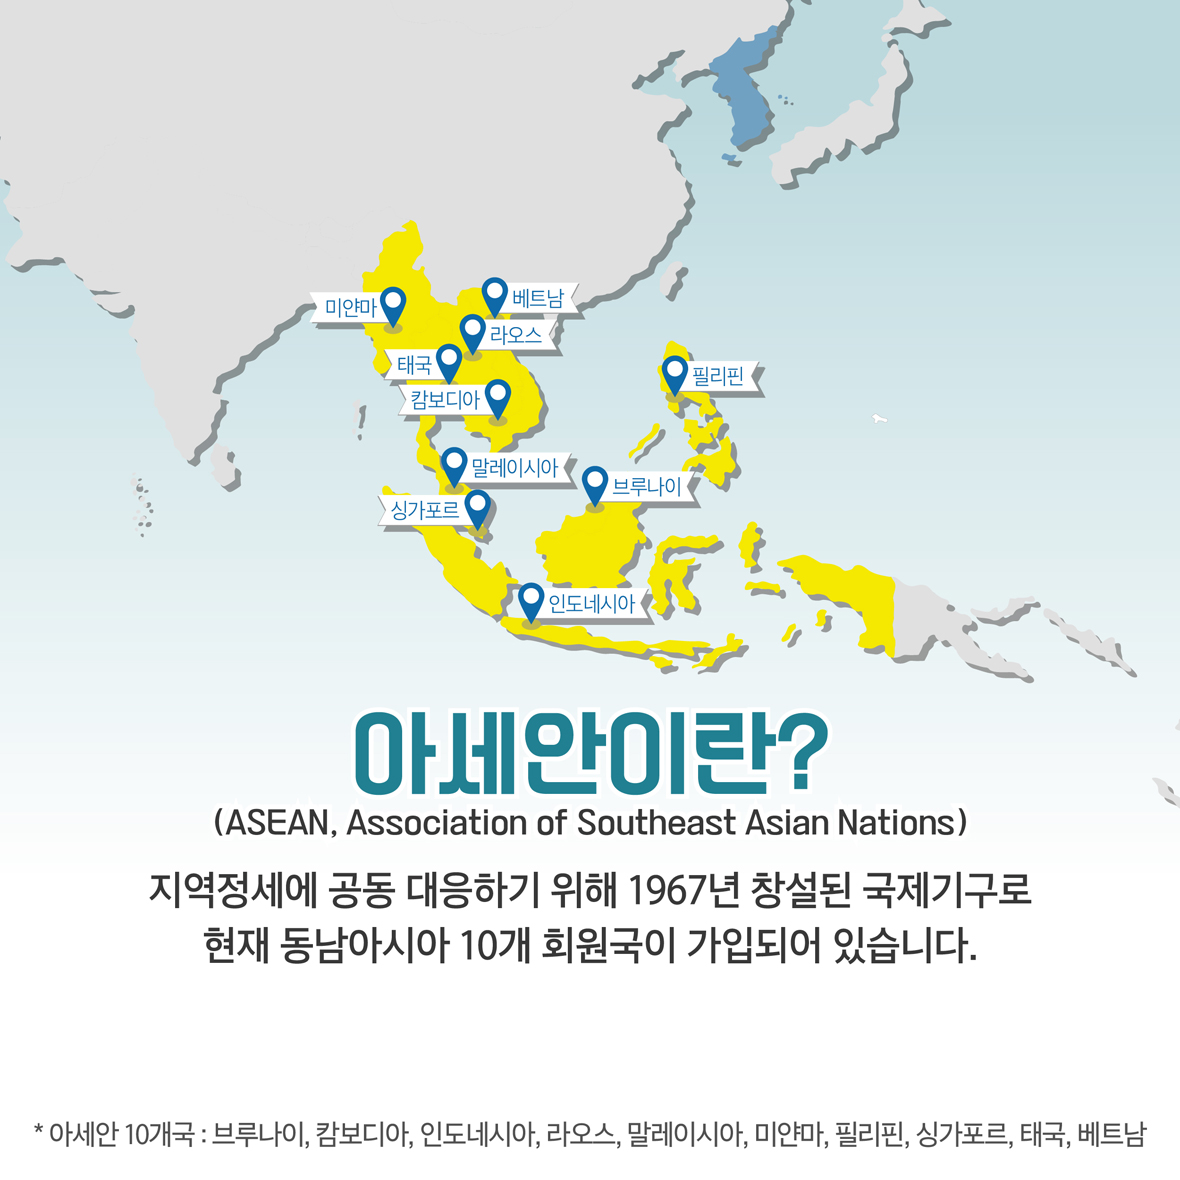 미얀마
베트남
라오스
태국
캄보디아
필리핀
말레이시아
브루나이
싱가포르
인도네시아
아세안이란?
(ASEAN, Association of Southeast Asian Nations)
지역정세에 공동 대응하기 위해 1967년 창설된 국제기구로
현재 동남아시아 10개 회원국이 가입되어 있습니다.
* 아세안 10개국 : 브루나이, 캄보디아, 인도네시아, 라오스, 말레이시아, 미얀마, 필리핀, 싱가포르, 태국, 베트남